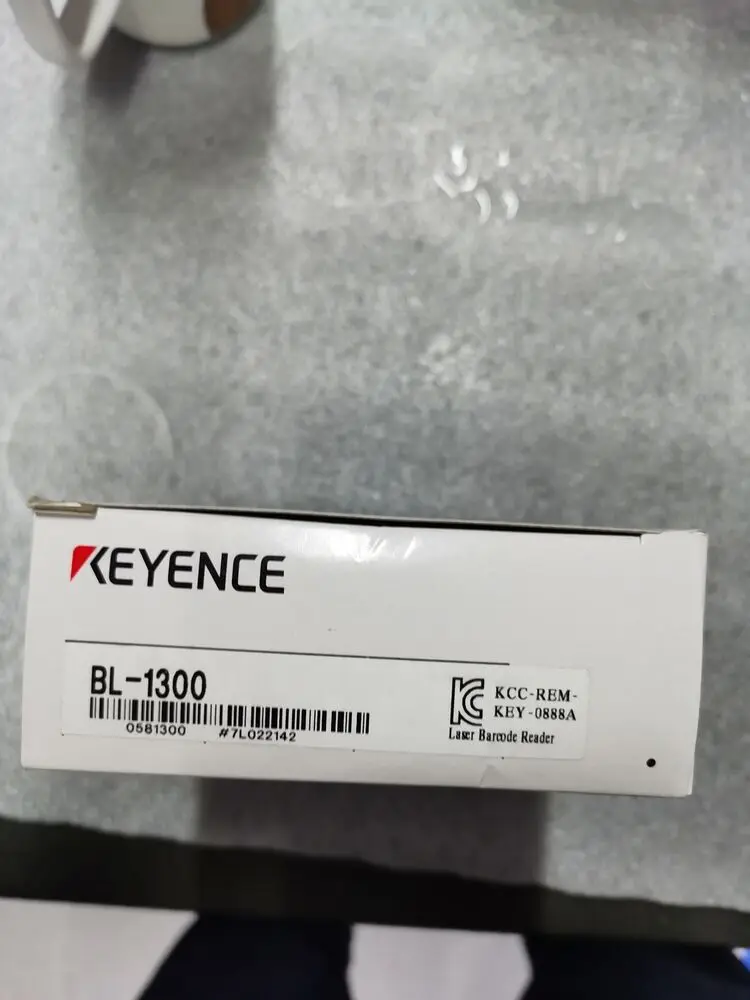 KEYENCE
BL-1300
0581300 #7L022142
KCC-REM-
KEY-0888A
Laser Barcode Reader